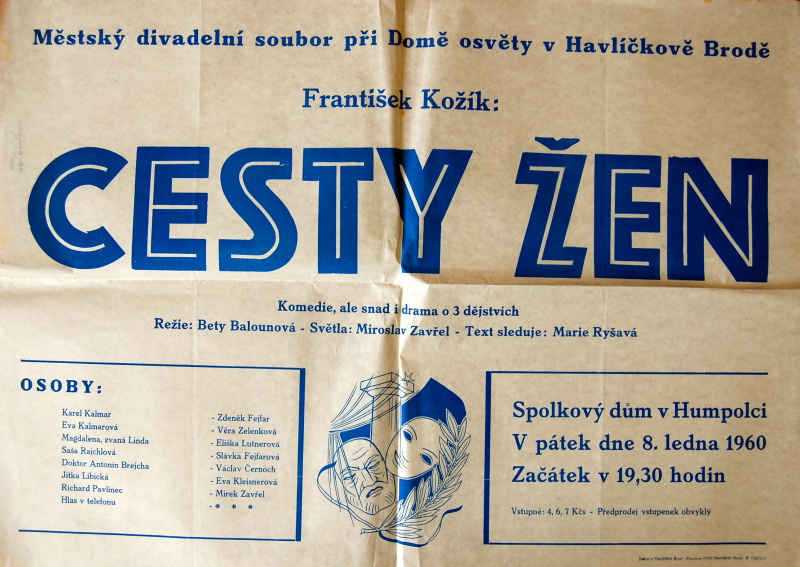 Městský divadelní soubor při Domě osvěty v Havlíčkově Brodě
František Kožík:
CESTY ŽEN
Komedie, ale snad i drama o 3 dějstvích
Režie: Bety Balounová - Světla: Miroslav Zavřel - Text sleduje: Marie Ryšavá
OSOBY:
Karel Kalmar - Zdeněk Fejfar
Eva Kalmarová - Věra Zelenková
Magdalena, zvaná Linda - Eliška Lutnerová
Saša Rajchlová - Slávka Fejfarová
Doktor Antonín Brejcha - Václav Černoch
Jitka Libická - Eva Kleisnerová
Richard Pavlinec - Mirek Zavřel
Hlas v telefonu - * * *
Spolkový dům v Humpolci
V pátek dne 8. ledna 1960
Začátek v 19,30 hodin
Vstupné: 4, 6, 7 Kčs - Předprodej vstupenek obvyklý